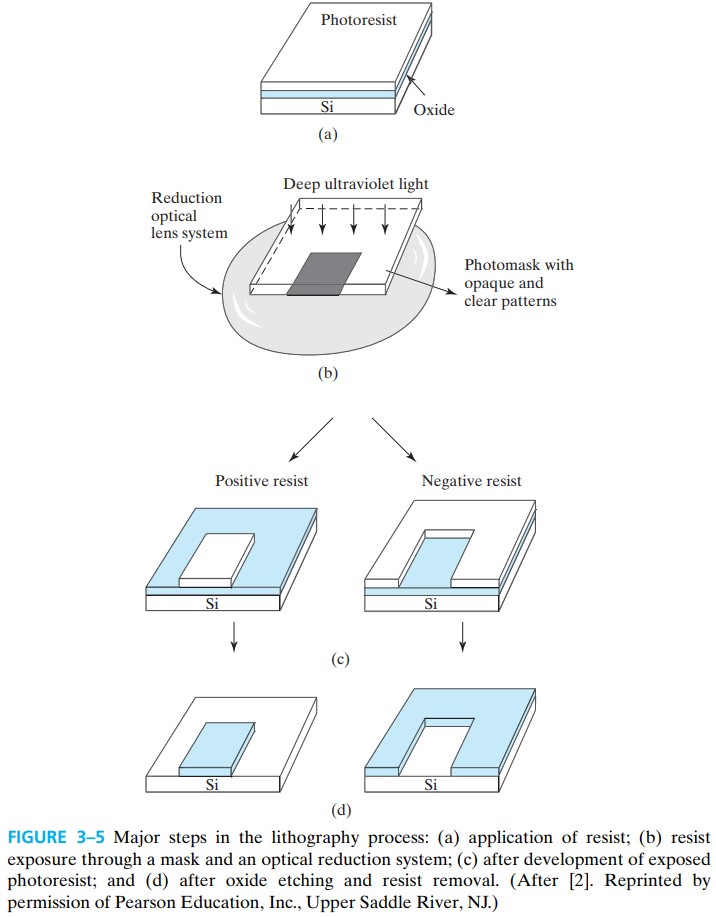 Photoresist
Si
Oxide
(a)
Deep ultraviolet light
Reduction
optical
lens system
Photomask with
opaque and
clear patterns
(b)
Positive resist
Negative resist
Si
Si
(c)
Si
Si
(d)
FIGURE 3–5 Major steps in the lithography process: (a) application of resist; (b) resist
exposure through a mask and an optical reduction system; (c) after development of exposed
photoresist; and (d) after oxide etching and resist removal. (After [2]. Reprinted by
permission of Pearson Education, Inc., Upper Saddle River, NJ.)